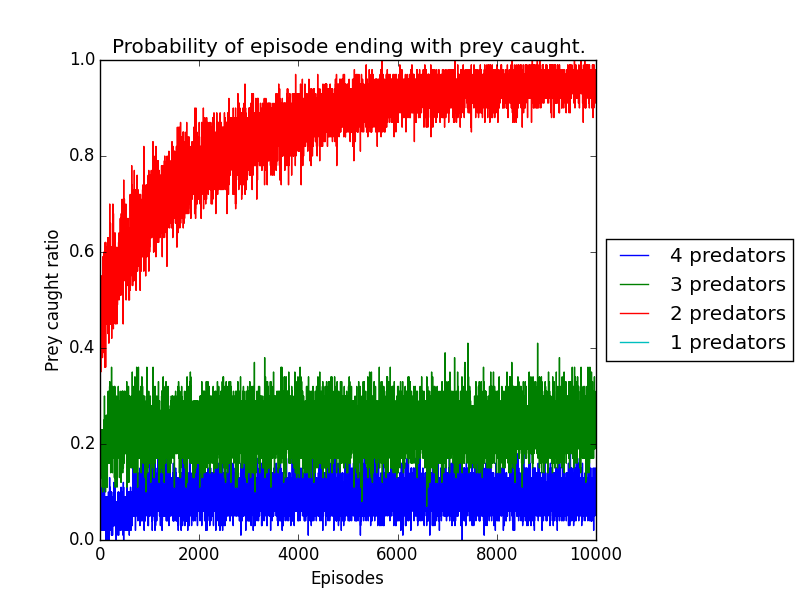 Probability of episode ending with prey caught.
1.0
0.8
0.6
0.4
0.2
0.0
Prey caught ratio
0
2000
4000
6000
8000
10000
Episodes
4 predators
3 predators
2 predators
1 predators